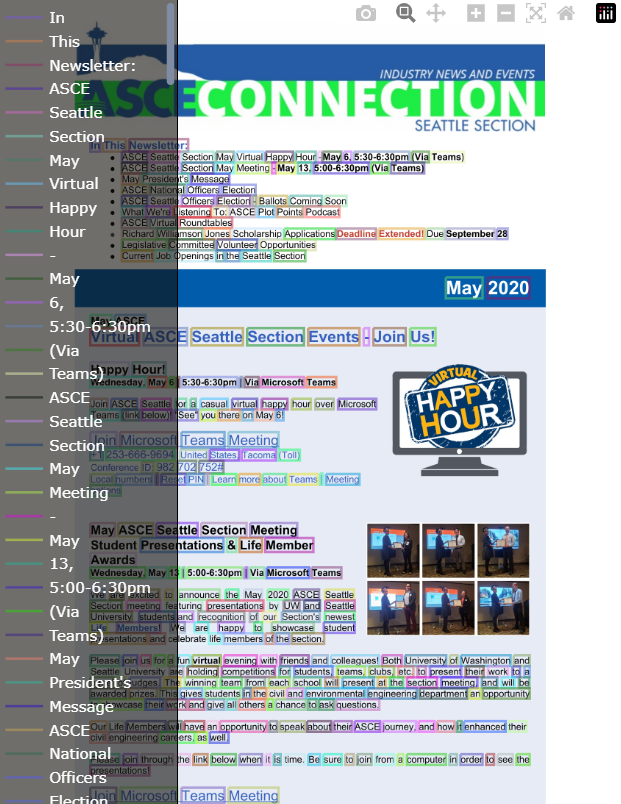 In
This
Newsletter:
ASCE
Seattle
Section
May
Virtual
Happy
Hour
-
May
6,
5:30-6:30pm
(Via
Teams)
ASCE
Seattle
Section
May
Meeting
-
May
13,
5:00-6:30pm
(Via
Teams)
May
President's
Message
ASCE
National
Officers
Election
INDUSTRY NEWS AND EVENTS
ASCECONNECTION
SEATTLE SECTION
In This Newsletter:
ASCE Seattle Section May Virtual Happy Hour - May 6, 5:30-6:30pm (Via Teams)
ASCE Seattle Section May Meeting - May 13, 5:00-6:30pm (Via Teams)
May President's Message
ASCE National Officers Election
ASCE Seattle Officers Election - Ballots Coming Soon
What We're Listening To: ASCE Plot Points Podcast
ASCE Virtual Roundtables
Richard Williamson Jones Scholarship Applications Deadline Extended! Due September 28
Legislative Committee Volunteer Opportunities
Current Job Openings in the Seattle Section
May 2020
May ASCE
Virtual ASCE Seattle Section Events - Join Us!
Happy Hour!
Wednesday, May 6 | 5:30-6:30pm | Via Microsoft Teams
Join ASCE Seattle for a casual virtual happy hour over Microsoft
Teams (link below)! "See" you there on May 6!
VIRTUAL
HAPPY
HOUR
Join Microsoft Teams Meeting
+1 253-666-9694 United States, Tacoma (Toll)
Conference ID: 982 702 752#
Local numbers | Reset PIN | Learn more about Teams | Meeting
options
May ASCE Seattle Section Meeting
Student Presentations & Life Member
Awards
Wednesday, May 13 | 5:00-6:30pm | Via Microsoft Teams
We are excited to announce the May 2020 ASCE Seattle
Section meeting featuring presentations by UW and Seattle
University students and recognition of our Section's newest
Life Members! We are happy to showcase student
presentations and celebrate life members of the section.
Please join us for a fun virtual evening with friends and colleagues! Both University of Washington and
Seattle University are holding competitions for students, teams, clubs, etc. to present their work to a
judges. The winning team from each school will present at the section meeting, and will be
awarded prizes. This gives students in the civil and environmental engineering department an opportunity
showcase their work and give all others a chance to ask questions.
Our Life Members will have an opportunity to speak about their ASCE journey, and how it enhanced their
civil engineering careers, as well.
Please join through the link below when it is time. Be sure to join from a computer in order to see the
presentations!
Join Microsoft Teams Meeting